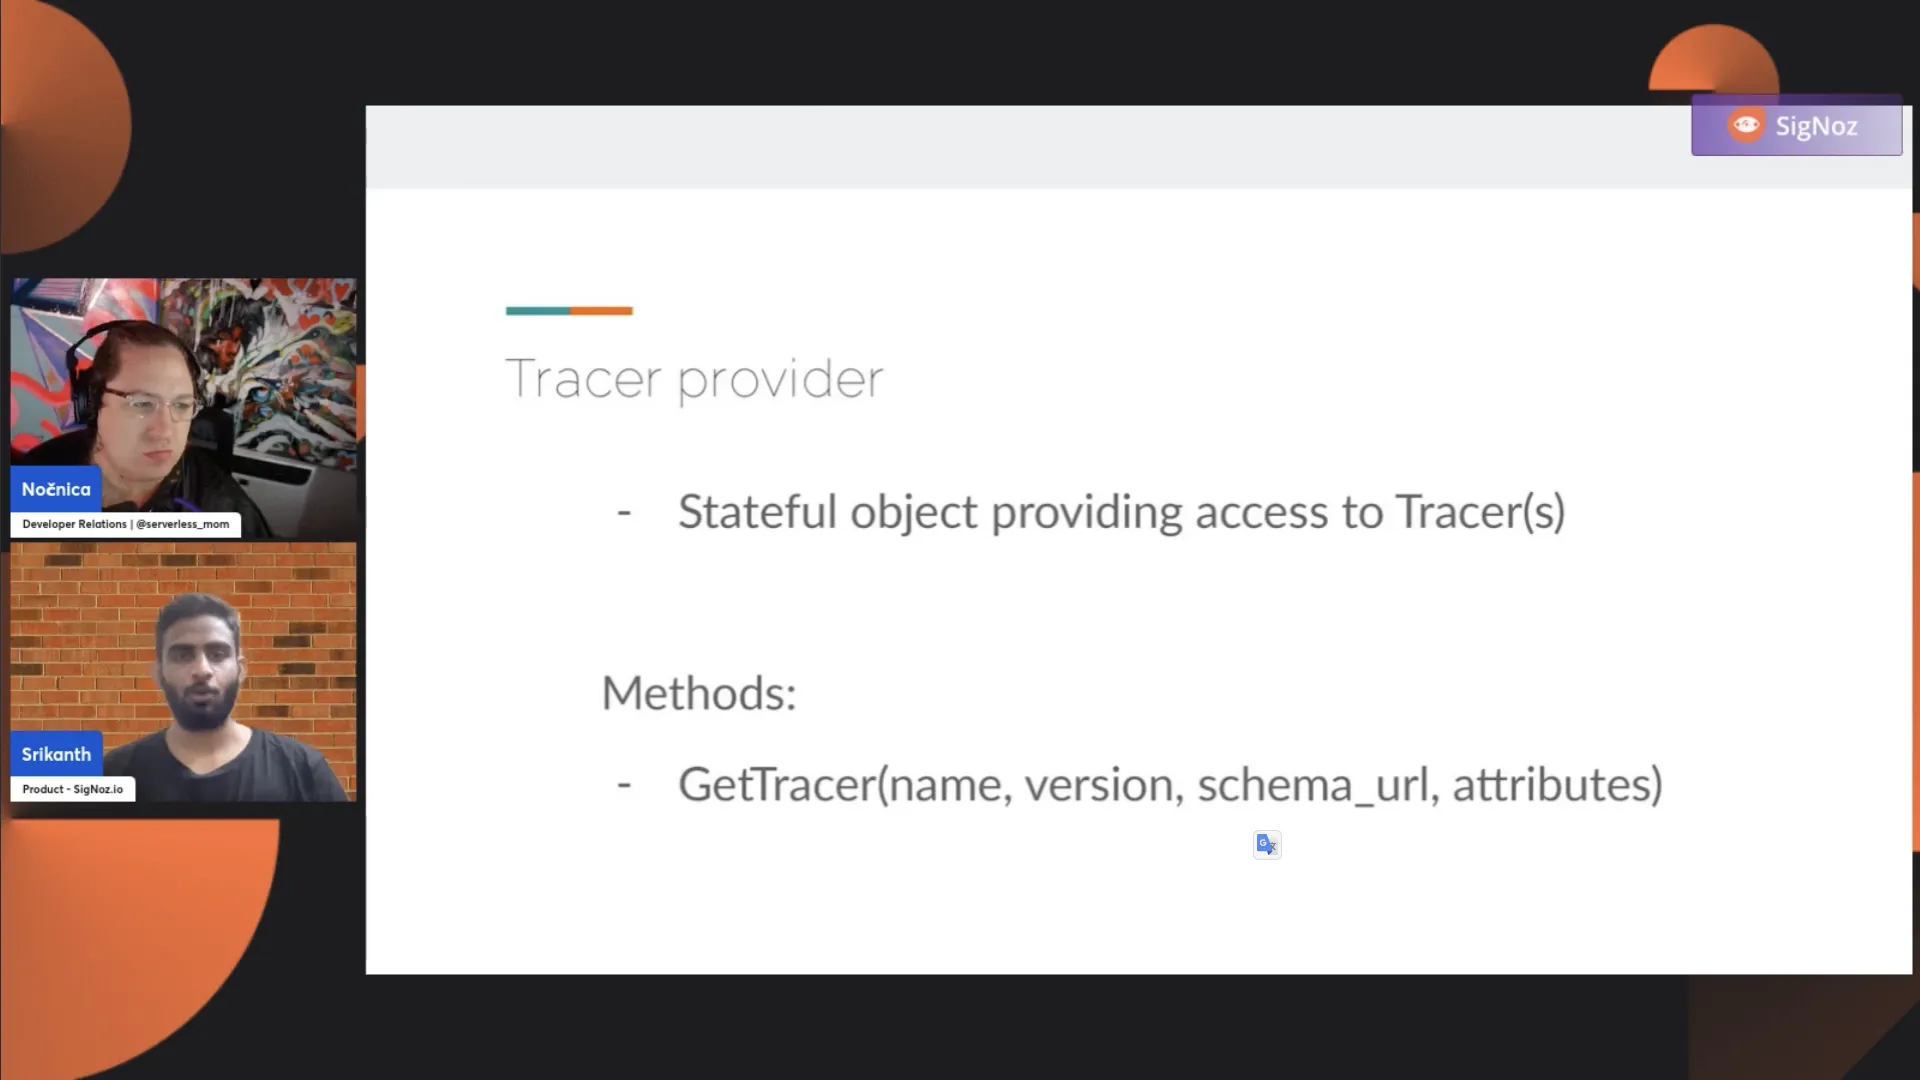 SigNoz
Tracer provider
- Stateful object providing access to Tracer(s)
Methods:
- GetTracer(name, version, schema_url, attributes)
Nočnica
Developer Relations | @serverless_mom
Srikanth
Product - SigNoz.io